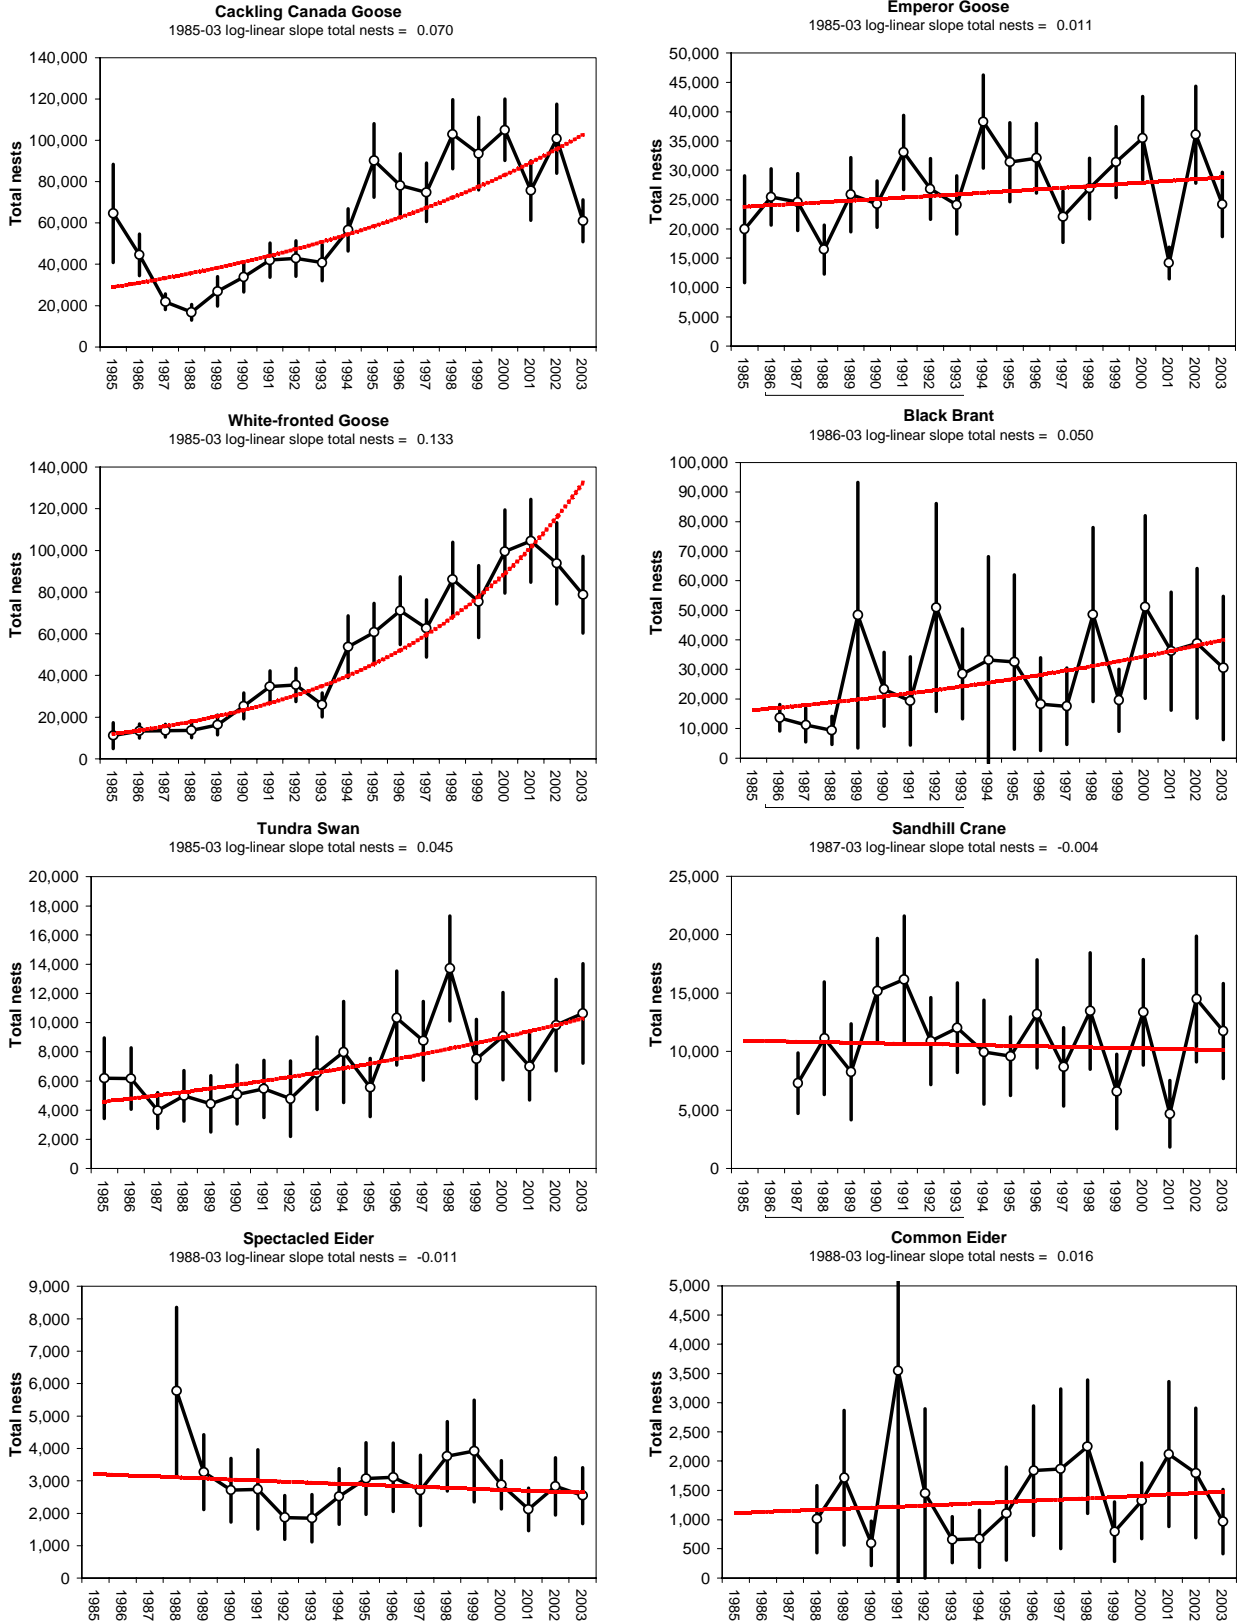 Cackling Canada Goose
1985-03 log-linear slope total nests = 0.070
Total nests
140,000
120,000
100,000
80,000
60,000
40,000
20,000
0
1985 1986 1987 1988 1989 1990 1991 1992 1993 1994 1995 1996 1997 1998 1999 2000 2001 2002 2003
Emperor Goose
1985-03 log-linear slope total nests = 0.011
Total nests
50,000
45,000
40,000
35,000
30,000
25,000
20,000
15,000
10,000
5,000
0
1985 1986 1987 1988 1989 1990 1991 1992 1993 1994 1995 1996 1997 1998 1999 2000 2001 2002 2003
White-fronted Goose
1985-03 log-linear slope total nests = 0.133
Total nests
140,000
120,000
100,000
80,000
60,000
40,000
20,000
0
1985 1986 1987 1988 1989 1990 1991 1992 1993 1994 1995 1996 1997 1998 1999 2000 2001 2002 2003
Black Brant
1986-03 log-linear slope total nests = 0.050
Total nests
100,000
90,000
80,000
70,000
60,000
50,000
40,000
30,000
20,000
10,000
0
1985 1986 1987 1988 1989 1990 1991 1992 1993 1994 1995 1996 1997 1998 1999 2000 2001 2002 2003
Tundra Swan
1985-03 log-linear slope total nests = 0.045
Total nests
20,000
18,000
16,000
14,000
12,000
10,000
8,000
6,000
4,000
2,000
0
1985 1986 1987 1988 1989 1990 1991 1992 1993 1994 1995 1996 1997 1998 1999 2000 2001 2002 2003
Sandhill Crane
1987-03 log-linear slope total nests = -0.004
Total nests
25,000
20,000
15,000
10,000
5,000
0
1985 1986 1987 1988 1989 1990 1991 1992 1993 1994 1995 1996 1997 1998 1999 2000 2001 2002 2003
Spectacled Eider
1988-03 log-linear slope total nests = -0.011
Total nests
9,000
8,000
7,000
6,000
5,000
4,000
3,000
2,000
1,000
0
1985 1986 1987 1988 1989 1990 1991 1992 1993 1994 1995 1996 1997 1998 1999 2000 2001 2002 2003
Common Eider
1988-03 log-linear slope total nests = 0.016
Total nests
5,000
4,500
4,000
3,500
3,000
2,500
2,000
1,500
1,000
500
0
1985 1986 1987 1988 1989 1990 1991 1992 1993 1994 1995 1996 1997 1998 1999 2000 2001 2002 2003